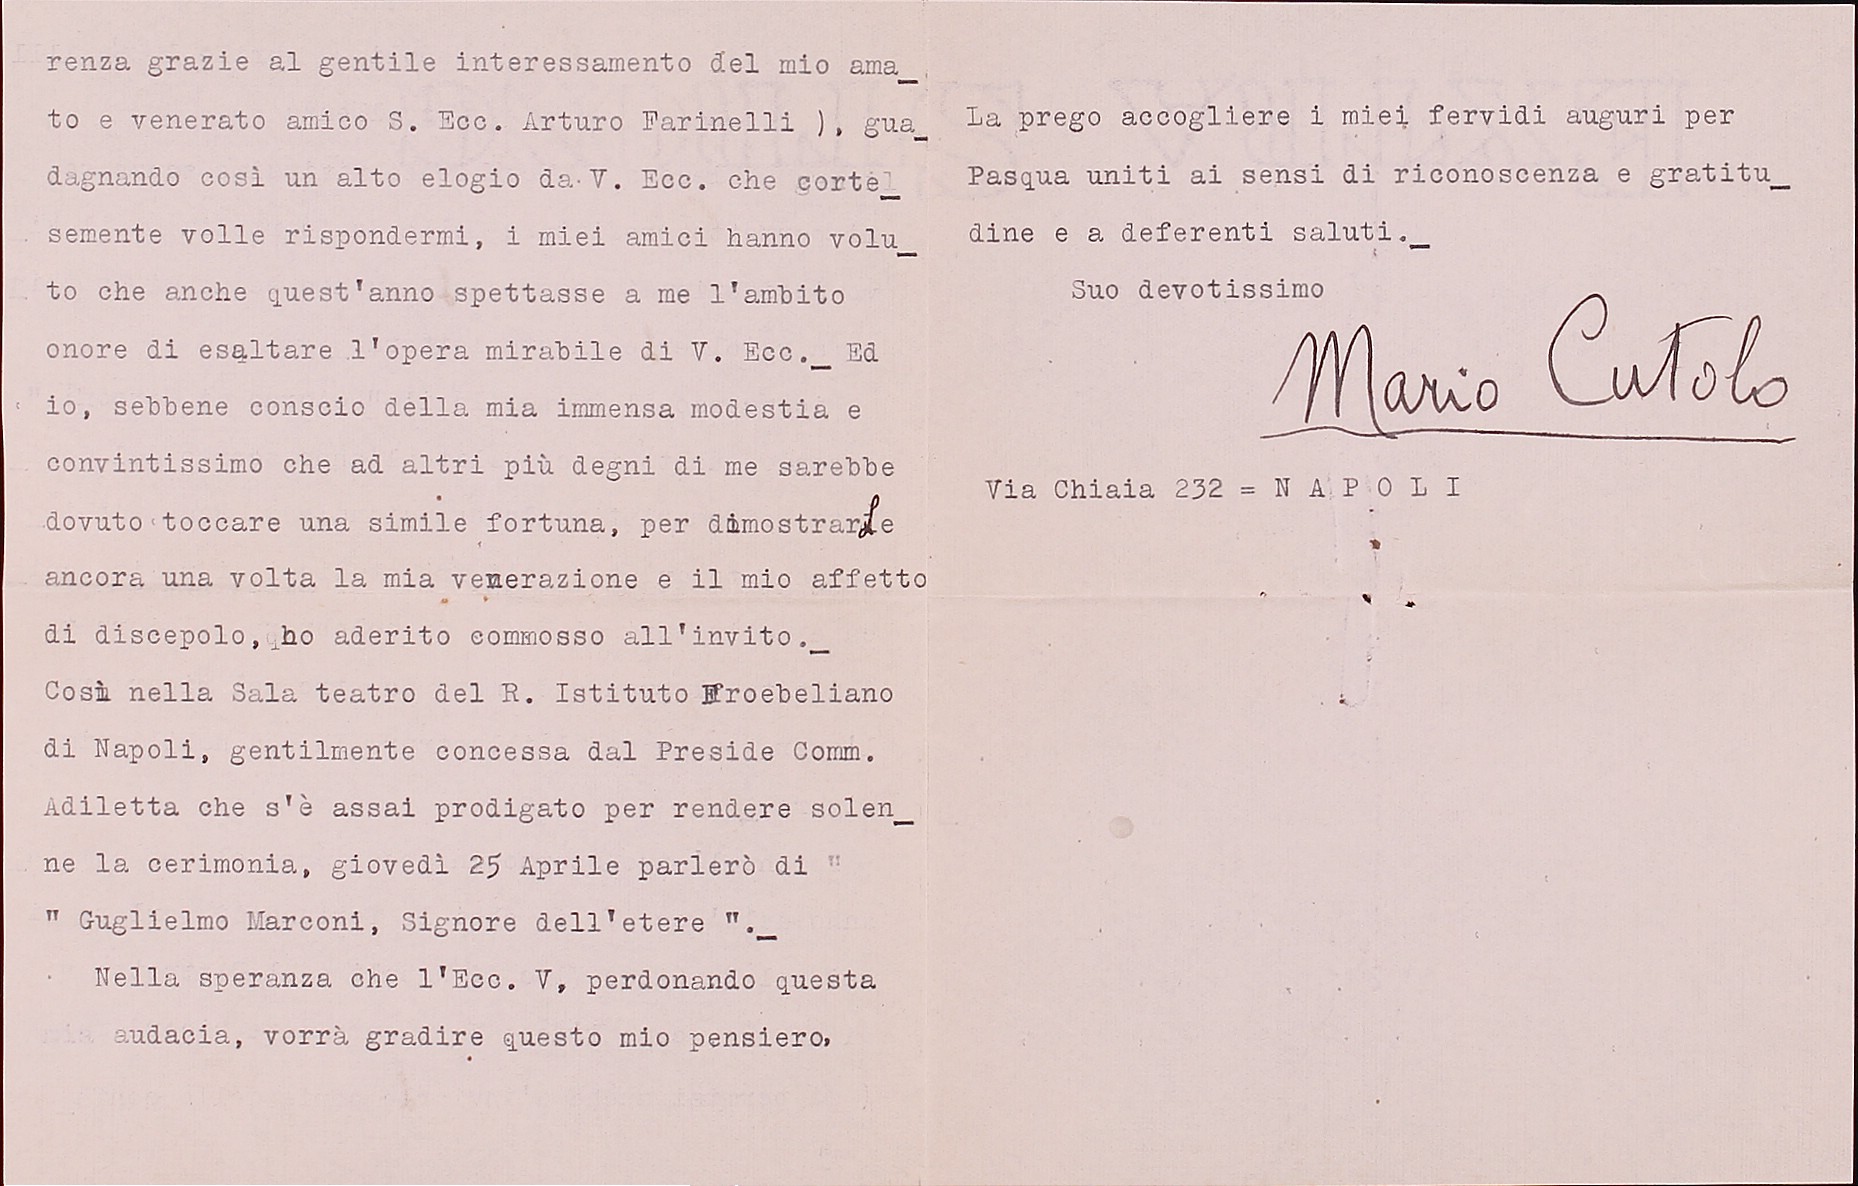 renza grazie al gentile interessamento del mio ama_
to e venerato amico S. Ecc. Arturo Farinelli ), gua_
dagnando così un alto elogio da V. Ecc. che corte_
semente volle rispondermi, i miei amici hanno volu_
to che anche quest'anno spettasse a me l'ambito
onore di esaltare l'opera mirabile di V. Ecc._ Ed
io, sebbene conscio della mia immensa modestia e
convintissimo che ad altri più degni di me sarebbe
dovuto toccare una simile fortuna, per dimostrarLe
ancora una volta la mia venerazione e il mio affetto
di discepolo, ho aderito commosso all'invito._
Così nella Sala teatro del R. Istituto Froebeliano
di Napoli, gentilmente concessa dal Preside Comm.
Adiletta che s'è assai prodigato per rendere solen_
ne la cerimonia, giovedì 25 Aprile parlerò di "
" Guglielmo Marconi, Signore dell'etere "._
Nella speranza che l'Ecc. V, perdonando questa
mia audacia, vorrà gradire questo mio pensiero,
La prego accogliere i miei fervidi auguri per
Pasqua uniti ai sensi di riconoscenza e gratitu_
dine e a deferenti saluti._
Suo devotissimo
Mario Cutolo
Via Chiaia 232 = N A P O L I